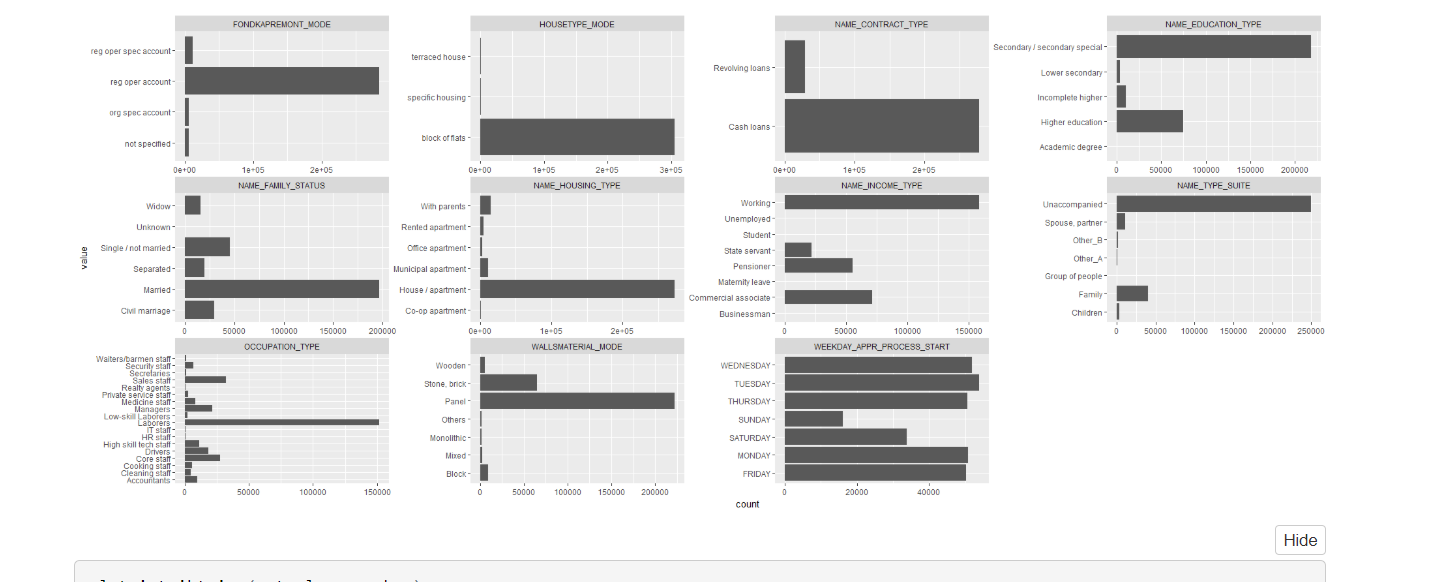 FONDKAPREMONT_MODE
reg oper spec account
reg oper account
org spec account
not specified
0e+00 1e+05 2e+05
HOUSETYPE_MODE
terraced house
specific housing
block of flats
0e+00 1e+05 2e+05 3e+05
NAME_CONTRACT_TYPE
Revolving loans
Cash loans
0e+00 1e+05 2e+05
NAME_EDUCATION_TYPE
Secondary / secondary special
Lower secondary
Incomplete higher
Higher education
Academic degree
0 50000 100000 150000 200000
value
NAME_FAMILY_STATUS
Widow
Unknown
Single / not married
Separated
Married
Civil marriage
0 50000 100000 150000 200000
NAME_HOUSING_TYPE
With parents
Rented apartment
Office apartment
Municipal apartment
House / apartment
Co-op apartment
0e+00 1e+05 2e+05
NAME_INCOME_TYPE
Working
Unemployed
Student
State servant
Pensioner
Maternity leave
Commercial associate
Businessman
0 50000 100000 150000
NAME_TYPE_SUITE
Unaccompanied
Spouse, partner
Other_B
Other_A
Group of people
Family
Children
0 50000 100000 150000 200000 250000
OCCUPATION_TYPE
Waiters/barmen staff
Security staff
Secretaries
Sales staff
Realty agents
Private service staff
Medicine staff
Managers
Low-skill Laborers
Laborers
IT staff
HR staff
High skill tech staff
Drivers
Core staff
Cooking staff
Cleaning staff
Accountants
0 50000 100000 150000
WALLSMATERIAL_MODE
Wooden
Stone, brick
Panel
Others
Monolithic
Mixed
Block
0 50000 100000 150000 200000
WEEKDAY_APPR_PROCESS_START
WEDNESDAY
TUESDAY
THURSDAY
SUNDAY
SATURDAY
MONDAY
FRIDAY
0 20000 40000
count
Hide